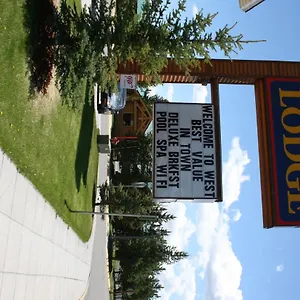 LODGE
WELCOME TO WEST
BEST VALUE
IN TOWN
DELUXE BRKFST
POOL SPA WIFI